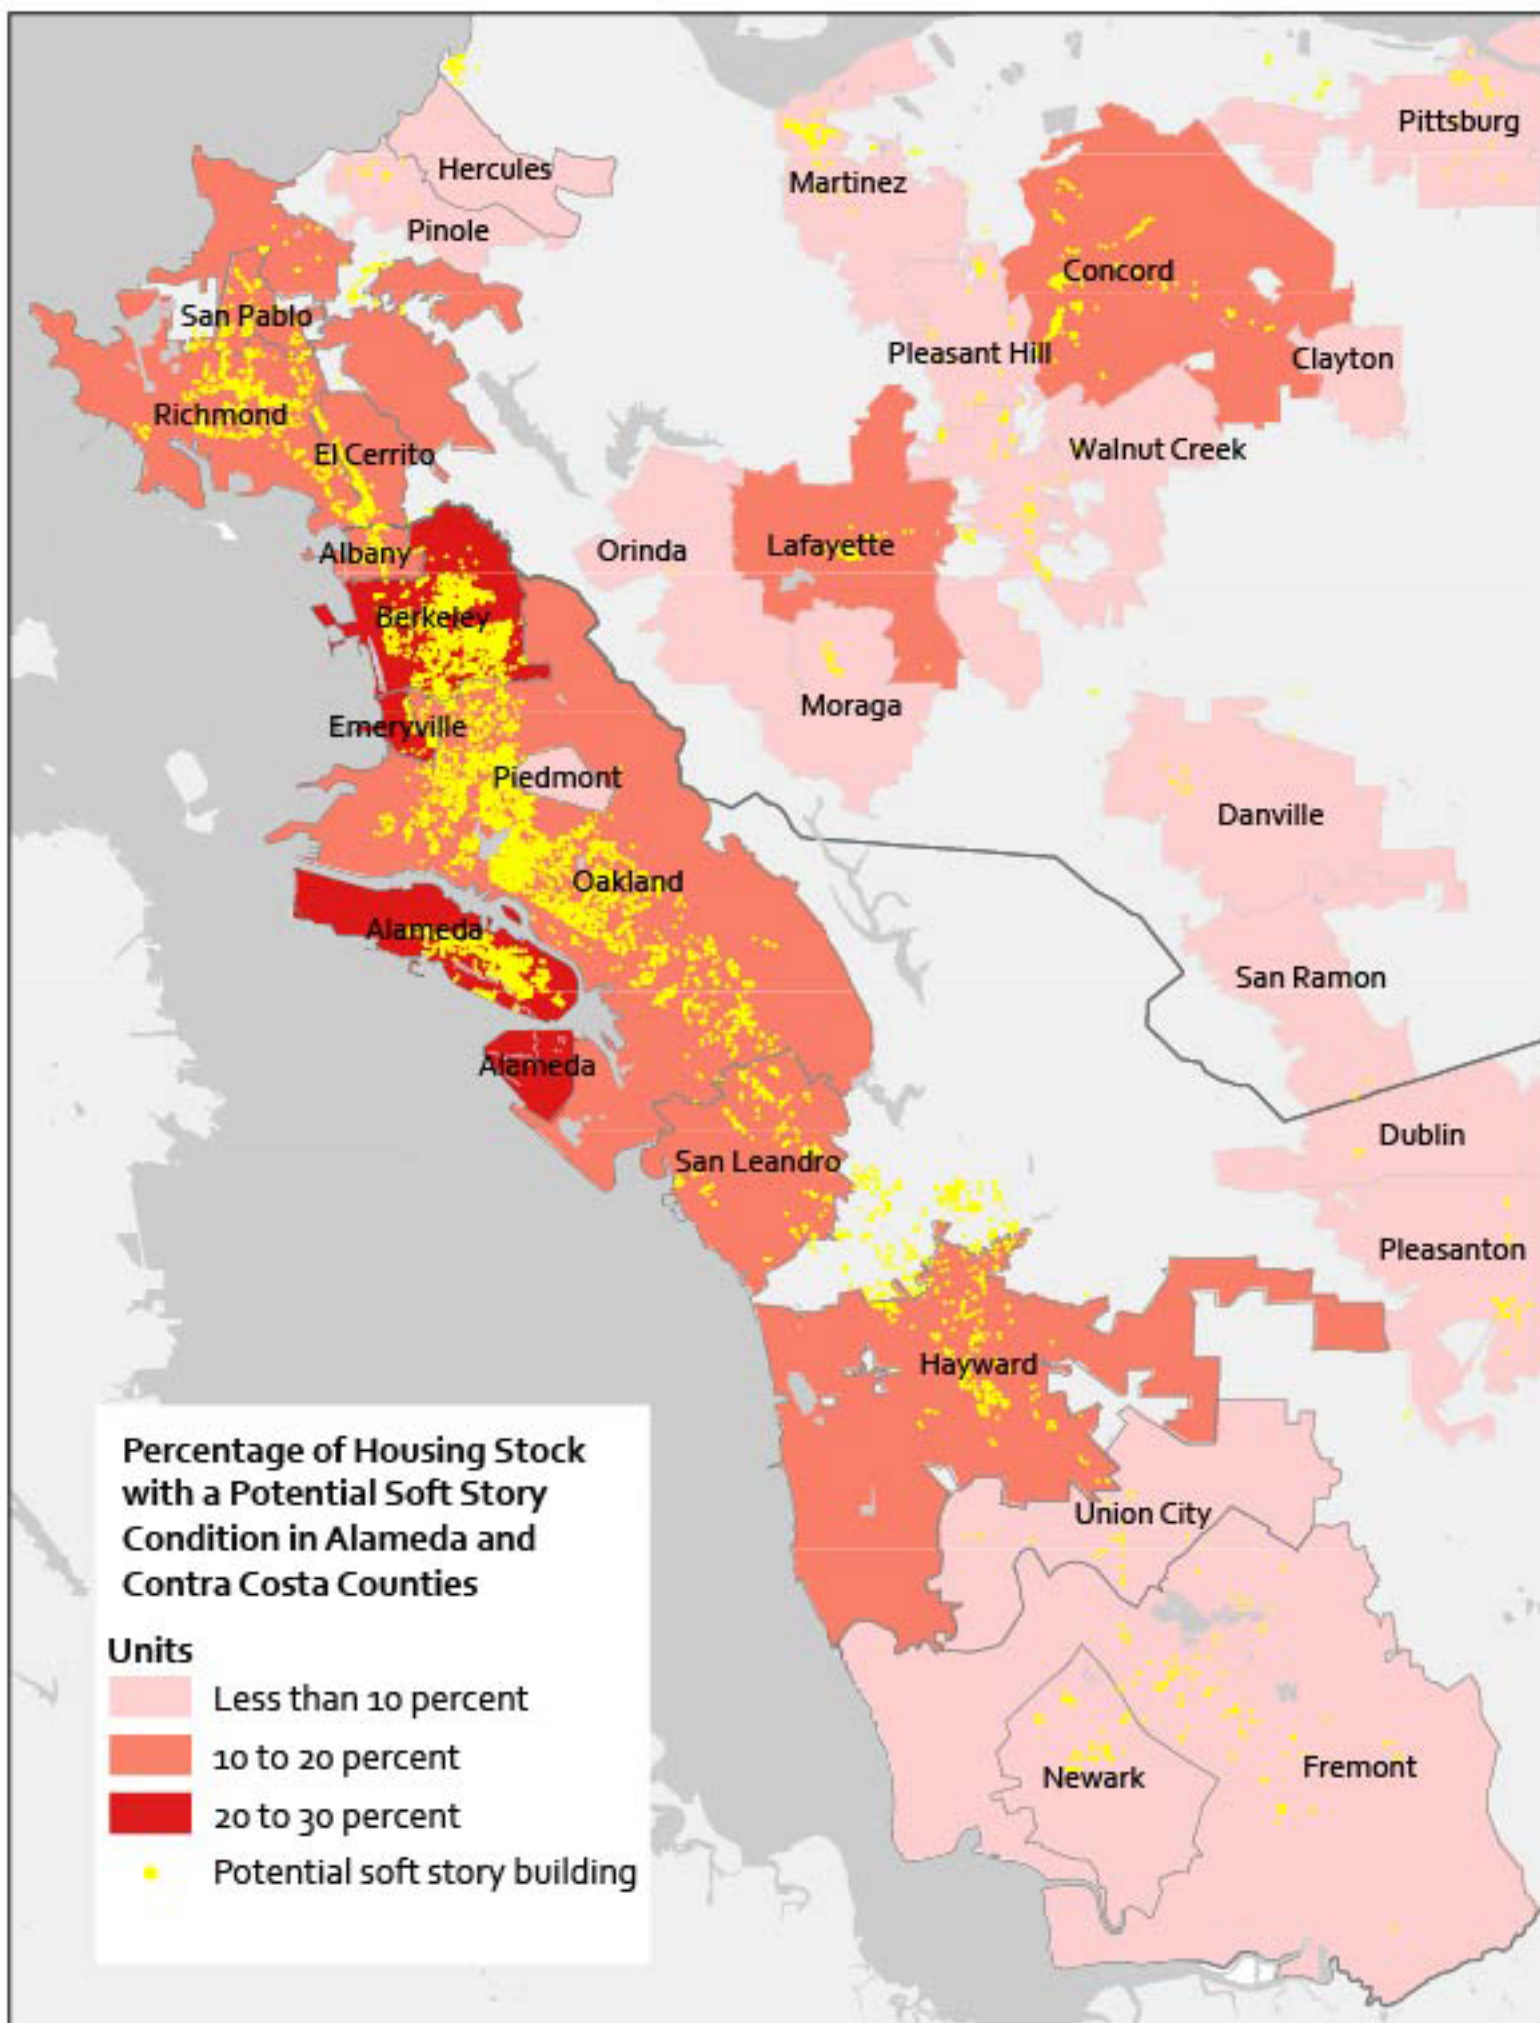 Pittsburg
Hercules
Martinez
Pinole
Concord
San Pablo
Pleasant Hill
Clayton
Richmond
Walnut Creek
El Cerrito
Albany
Orinda
Lafayette
Berkeley
Moraga
Emeryville
Piedmont
Danville
Oakland
Alameda
San Ramon
Alameda
Dublin
San Leandro
Pleasanton
Hayward
Union City
Newark
Fremont
Percentage of Housing Stock
with a Potential Soft Story
Condition in Alameda and
Contra Costa Counties
Units
Less than 10 percent
10 to 20 percent
20 to 30 percent
Potential soft story building